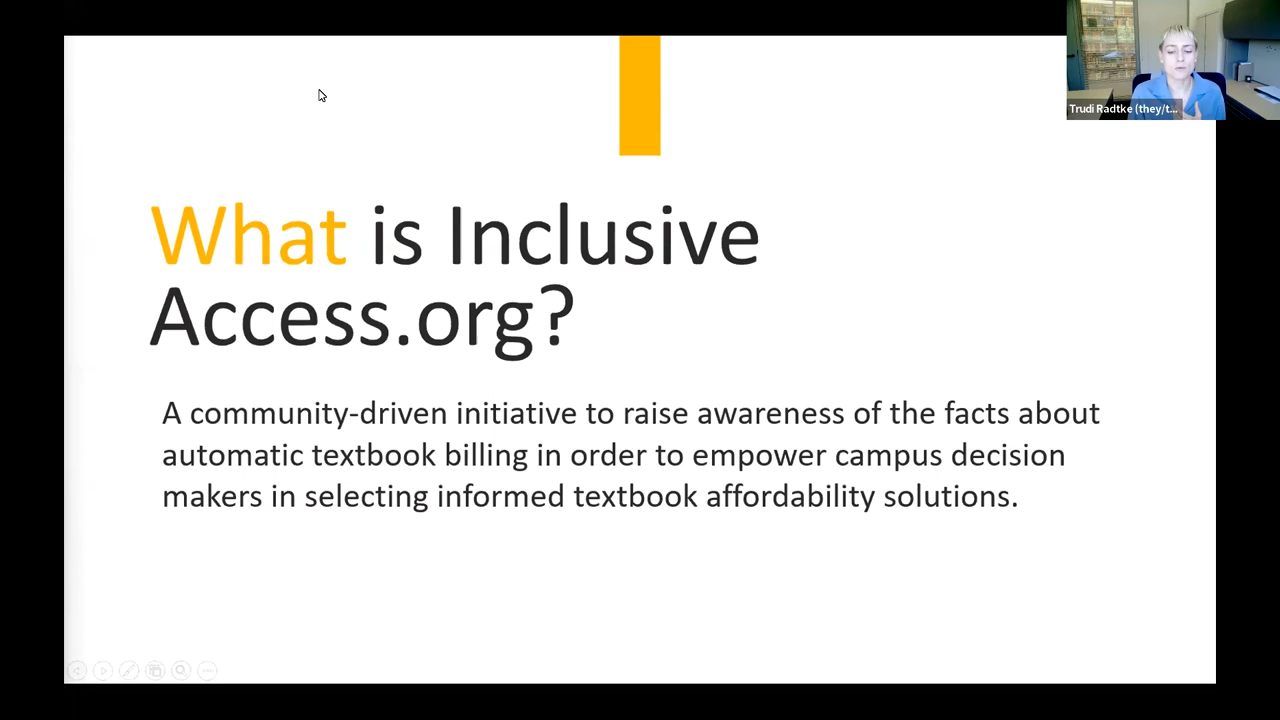 Trudi Radtke (they/t...
What is Inclusive
Access.org?
A community-driven initiative to raise awareness of the facts about
automatic textbook billing in order to empower campus decision
makers in selecting informed textbook affordability solutions.